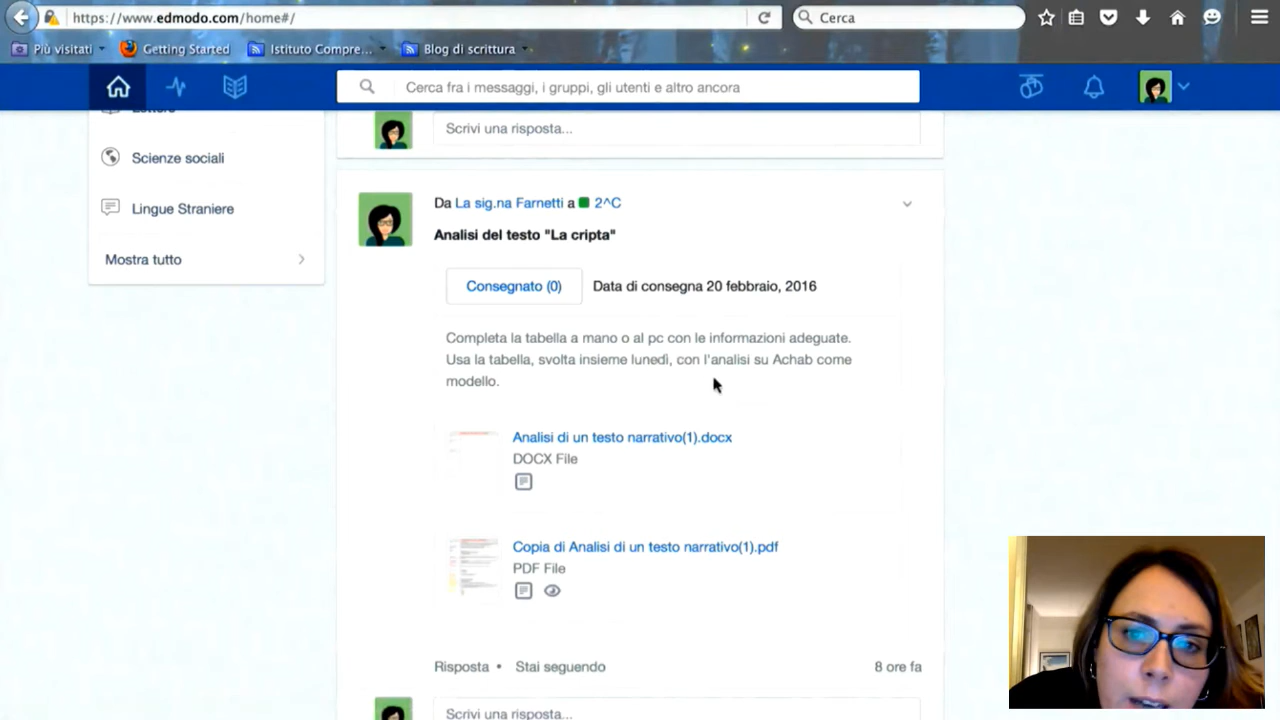 https://www.edmodo.com/home#/
Cerca
Più visitati
Getting Started
Istituto Compre...
Blog di scrittura
Cerca fra i messaggi, i gruppi, gli utenti e altro ancora
Scrivi una risposta...
Scienze sociali
Lingue Straniere
Mostra tutto
Da La sig.na Farnetti a 2^C
Analisi del testo "La cripta"
Consegnato (0) Data di consegna 20 febbraio, 2016
Completa la tabella a mano o al pc con le informazioni adeguate.
Usa la tabella, svolta insieme lunedì, con l'analisi su Achab come
modello.
Analisi di un testo narrativo(1).docx
DOCX File
Copia di Analisi di un testo narrativo(1).pdf
PDF File
Risposta • Stai seguendo 8 ore fa
Scrivi una risposta...